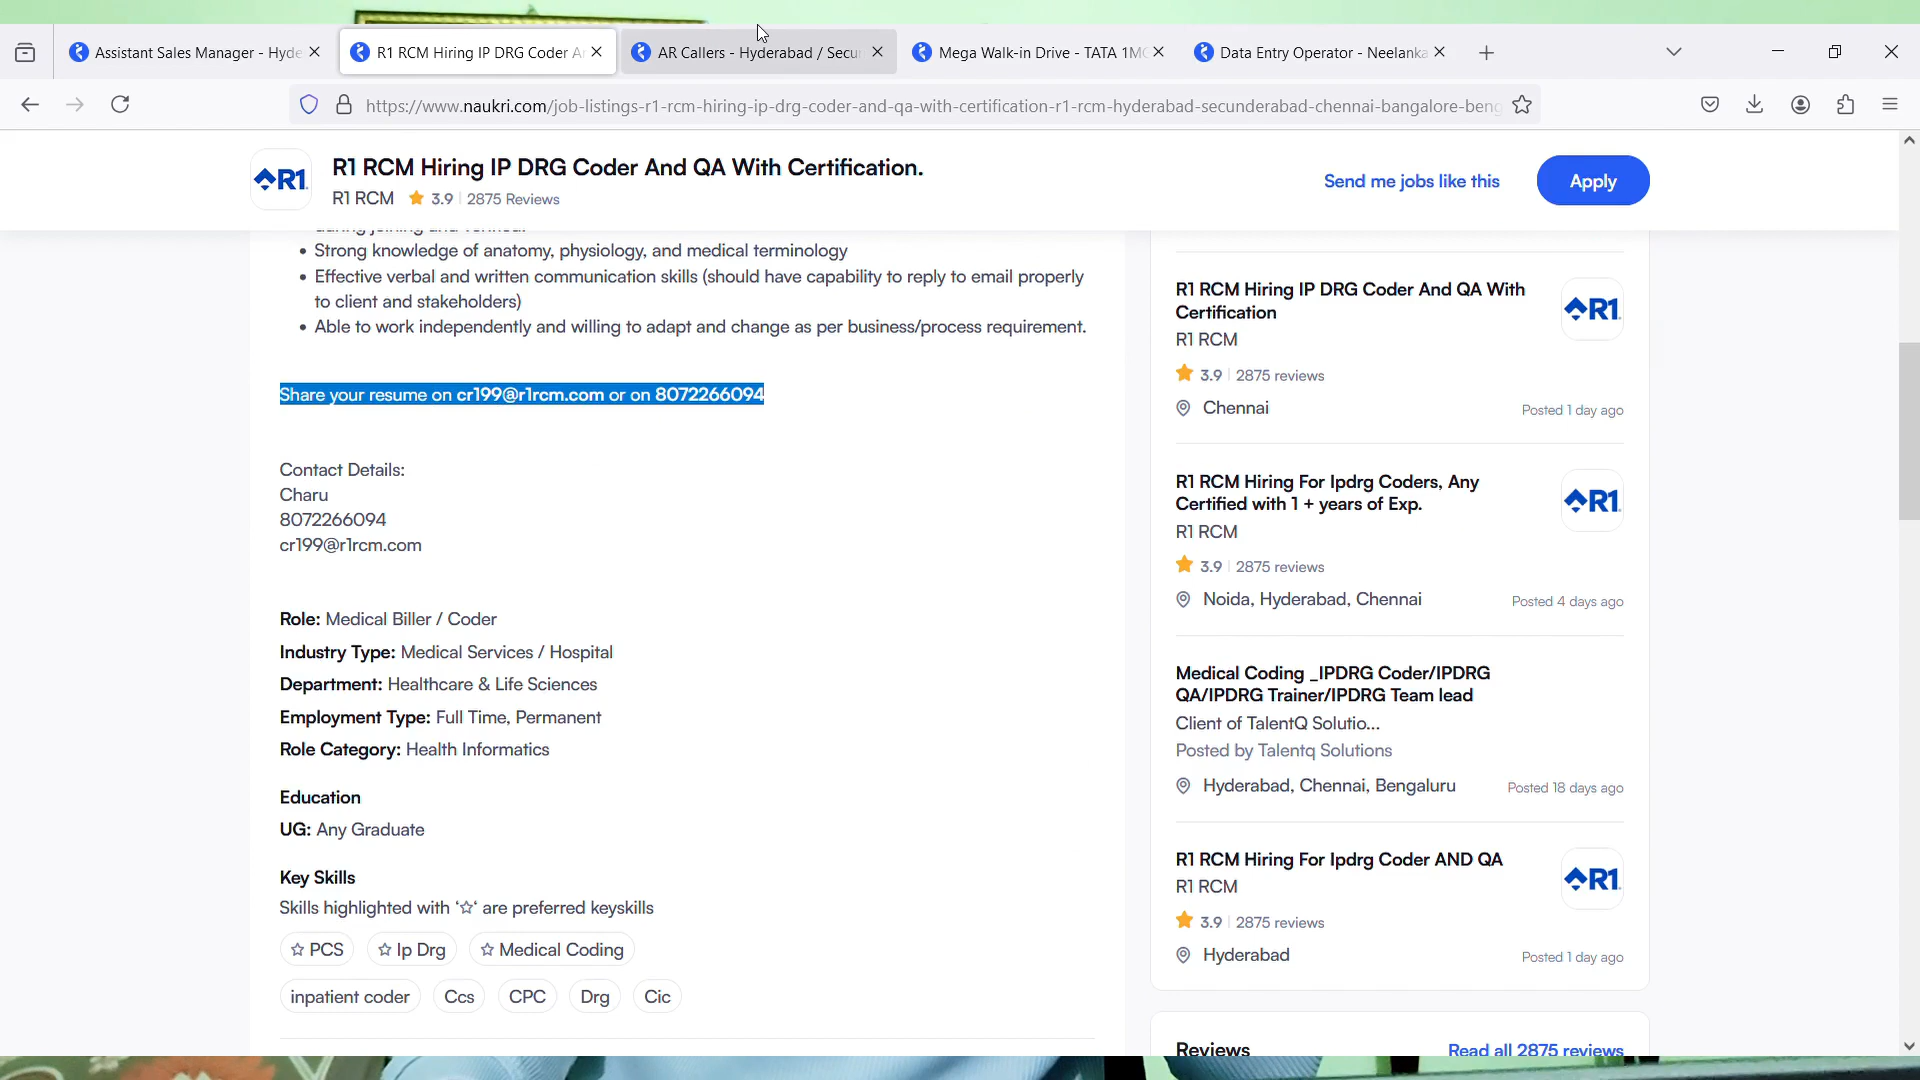 Assistant Sales Manager - Hyde
R1 RCM Hiring IP DRG Coder A
AR Callers - Hyderabad / Secu
Mega Walk-in Drive - TATA 1M
Data Entry Operator - Neelanka
https://www.naukri.com/job-listings-r1-rcm-hiring-ip-drg-coder-and-qa-with-certification-r1-rcm-hyderabad-secunderabad-chennai-bangalore-beng
R1
R1 RCM Hiring IP DRG Coder And QA With Certification.
R1 RCM 3.9 2875 Reviews
Send me jobs like this
Apply
during joining and verified.
• Strong knowledge of anatomy, physiology, and medical terminology
• Effective verbal and written communication skills (should have capability to reply to email properly
to client and stakeholders)
• Able to work independently and willing to adapt and change as per business/process requirement.
Share your resume on cr199@r1rcm.com or on 8072266094
Contact Details:
Charu
8072266094
cr199@r1rcm.com
Role: Medical Biller / Coder
Industry Type: Medical Services / Hospital
Department: Healthcare & Life Sciences
Employment Type: Full Time, Permanent
Role Category: Health Informatics
Education
UG: Any Graduate
Key Skills
Skills highlighted with ‘☆‘ are preferred keyskills
☆ PCS ☆ Ip Drg ☆ Medical Coding
inpatient coder Ccs CPC Drg Cic
R1 RCM Hiring IP DRG Coder And QA With
Certification
R1 RCM
3.9 2875 reviews
Chennai
Posted 1 day ago
R1
R1 RCM Hiring For Ipdrg Coders, Any
Certified with 1 + years of Exp.
R1 RCM
3.9 2875 reviews
Noida, Hyderabad, Chennai
Posted 4 days ago
R1
Medical Coding _IPDRG Coder/IPDRG
QA/IPDRG Trainer/IPDRG Team lead
Client of TalentQ Solutio...
Posted by Talentq Solutions
Hyderabad, Chennai, Bengaluru
Posted 18 days ago
R1 RCM Hiring For Ipdrg Coder AND QA
R1 RCM
3.9 2875 reviews
Hyderabad
Posted 1 day ago
R1
Reviews
Read all 2875 reviews